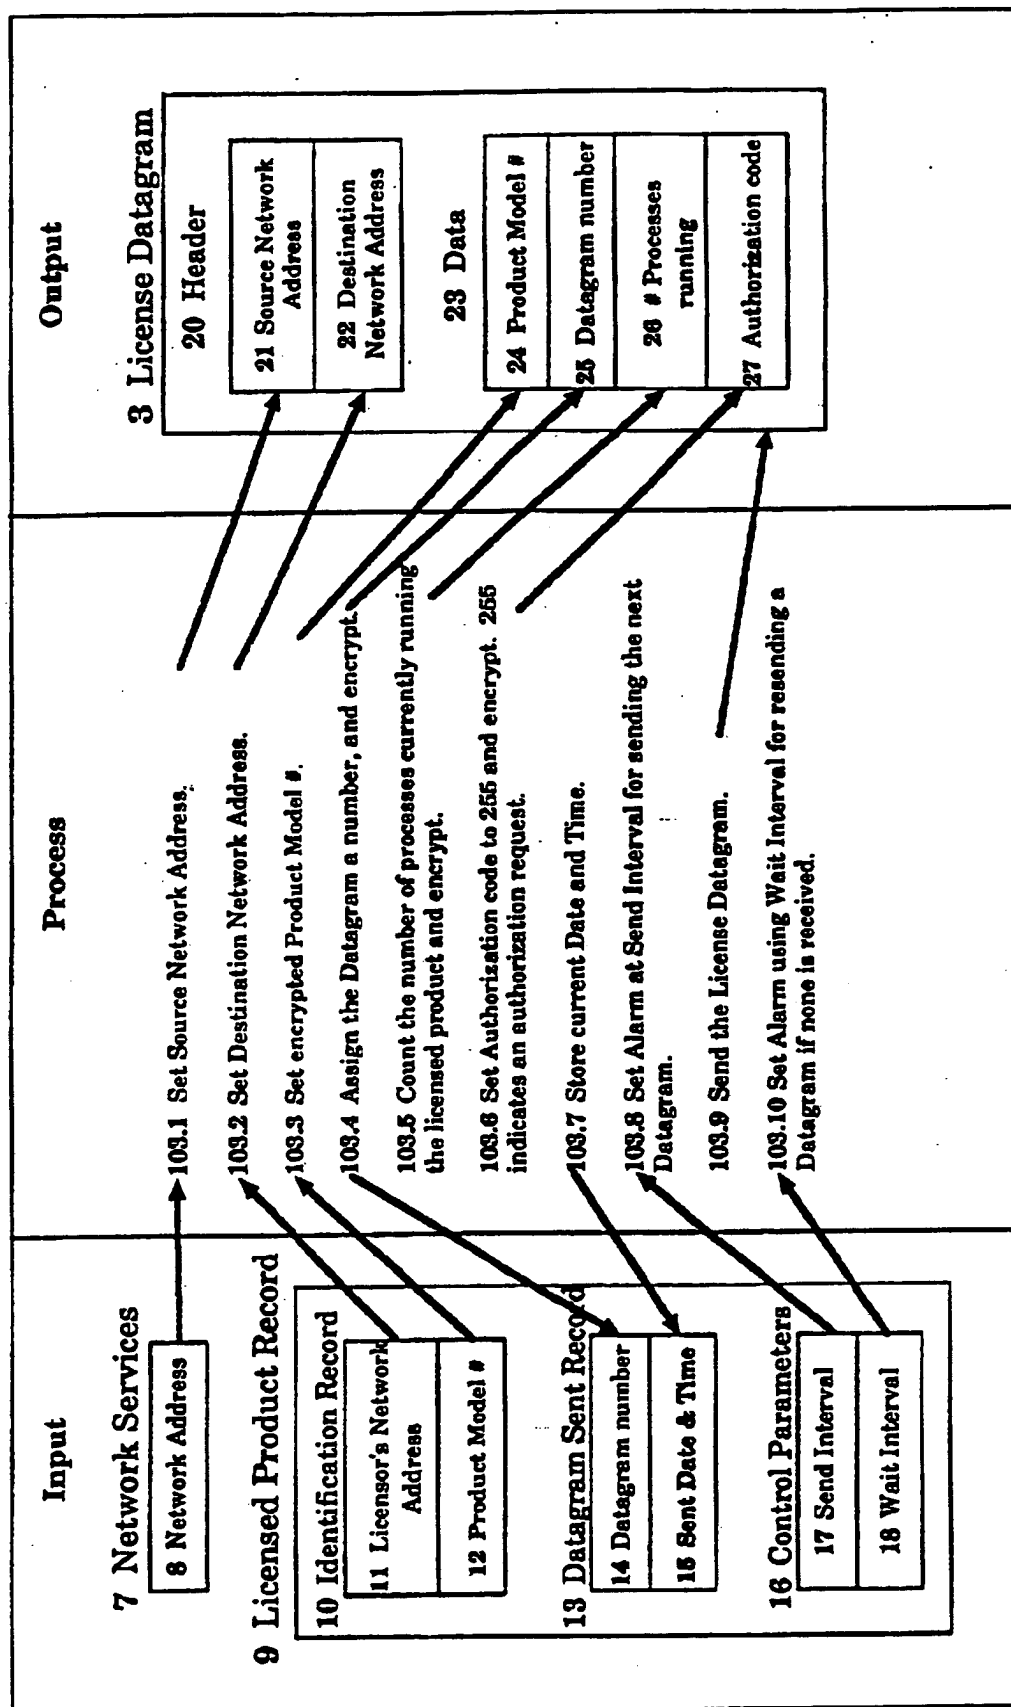 Input
7 Network Services
8 Network Address
9 Licensed Product Record
10 Identification Record
11 Licensor's Network
Address
12 Product Model #
13 Datagram Sent Record
14 Datagram number
15 Sent Date & Time
16 Control Parameters
17 Send Interval
18 Wait Interval
Process
103.1 Set Source Network Address.
103.2 Set Destination Network Address.
103.3 Set encrypted Product Model #.
103.4 Assign the Datagram a number, and encrypt.
103.5 Count the number of processes currently running
the licensed product and encrypt.
103.6 Set Authorization code to 255 and encrypt. 255
indicates an authorization request.
103.7 Store current Date and Time.
103.8 Set Alarm at Send Interval for sending the next
Datagram.
103.9 Send the License Datagram.
103.10 Set Alarm using Wait Interval for resending a
Datagram if none is received.
Output
3 License Datagram
20 Header
21 Source Network
Address
22 Destination
Network Address
23 Data
24 Product Model #
25 Datagram number
26 # Processes
running
27 Authorization code